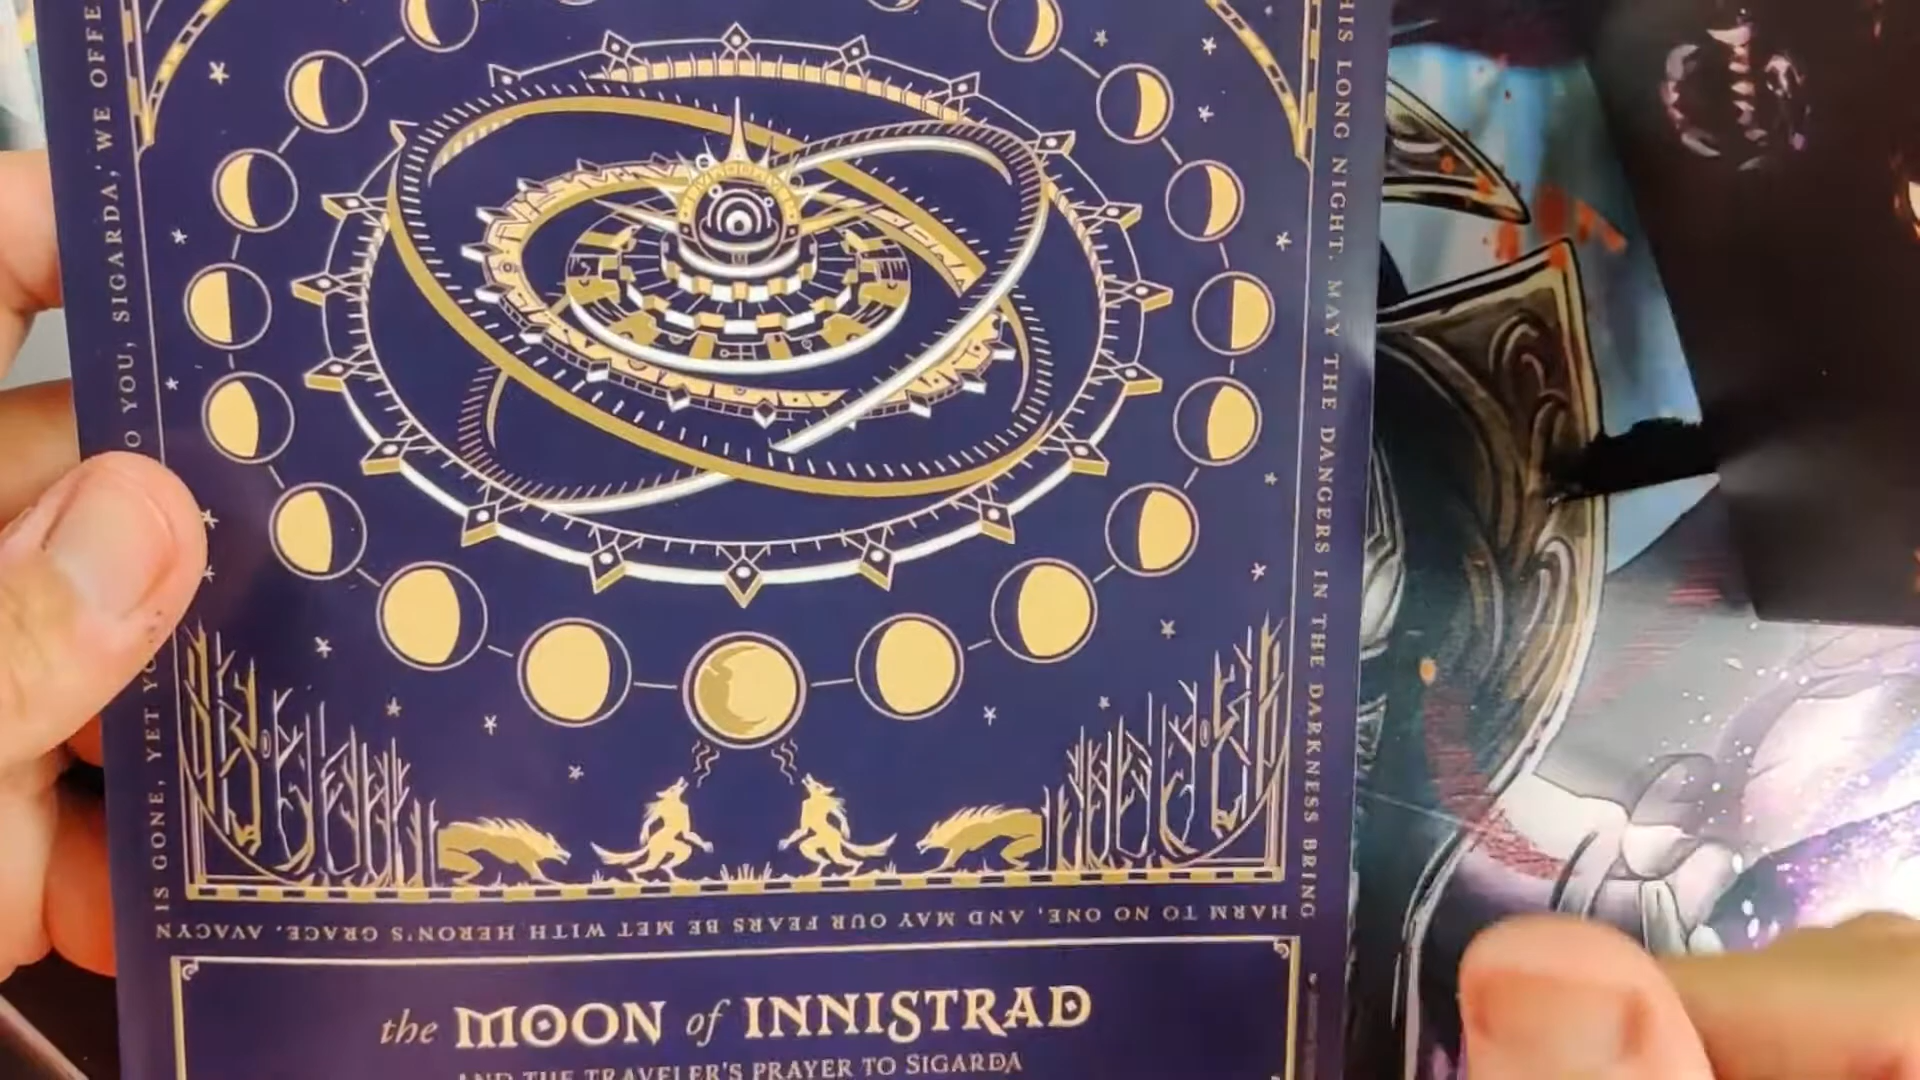 O YOU, SIGARDA, WE OFFE
HIS LONG NIGHT. MAY THE DANGERS IN THE DARKNESS BRING
HARM TO NO ONE, AND MAY OUR FEARS BE MET WITH HERON'S GRACE. AVACYN
IS GONE, YET YO
the MOON of INNISTRAD
AND THE TRAVELER'S PRAYER TO SIGARDA